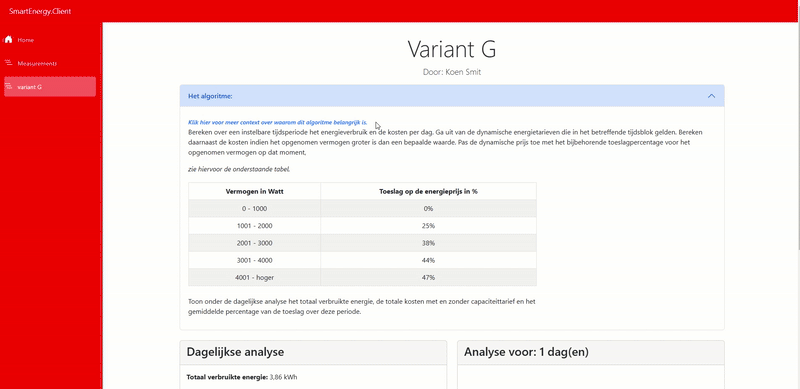 SmartEnergy.Client
Home
Measurements
variant G
Variant G
Door: Koen Smit
Het algoritme:
Klik hier voor meer context over waarom dit algoritme belangrijk is.
Bereken over een instelbare tijdsperiode het energieverbruik en de kosten per dag. Ga uit van de dynamische energietarieven die in het betreffende tijdsblok gelden. Bereken
daarnaast de kosten indien het opgenomen vermogen groter is dan een bepaalde waarde. Pas de dynamische prijs toe met het bijbehorende toeslagpercentage voor het
opgenomen vermogen op dat moment,
zie hiervoor de onderstaande tabel.
Vermogen in Watt Toeslag op de energieprijs in %
0 - 1000 0%
1001 - 2000 25%
2001 - 3000 38%
3001 - 4000 44%
4001 - hoger 47%
Toon onder de dagelijkse analyse het totaal verbruikte energie, de totale kosten met en zonder capaciteittarief en het
gemiddelde percentage van de toeslag over deze periode.
Dagelijkse analyse
Totaal verbruikte energie: 3,86 kWh
Analyse voor: 1 dag(en)